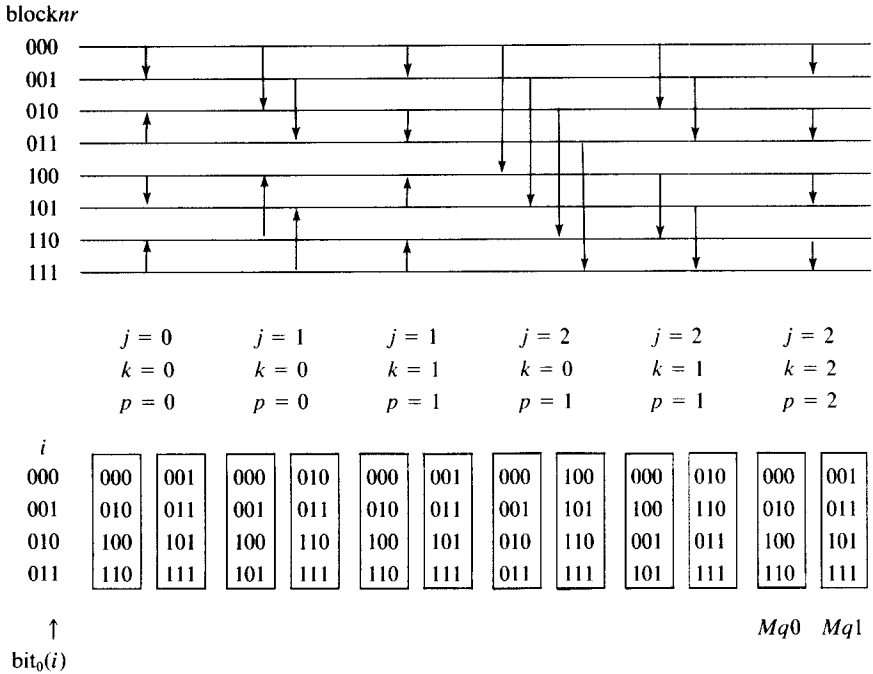 blocknr
000
001
010
011
100
101
110
111
j = 0 j = 1 j = 1 j = 2 j = 2 j = 2
k = 0 k = 0 k = 1 k = 0 k = 1 k = 2
p = 0 p = 0 p = 1 p = 1 p = 1 p = 2
i
000 000 001 000 010 000 001 000 100 000 010 000 001
001 010 011 001 011 010 011 001 101 100 110 010 011
010 100 101 100 110 100 101 010 110 001 011 100 101
011 110 111 101 111 110 111 011 111 101 111 110 111
↑ Mq0 Mq1
bit₀(i)